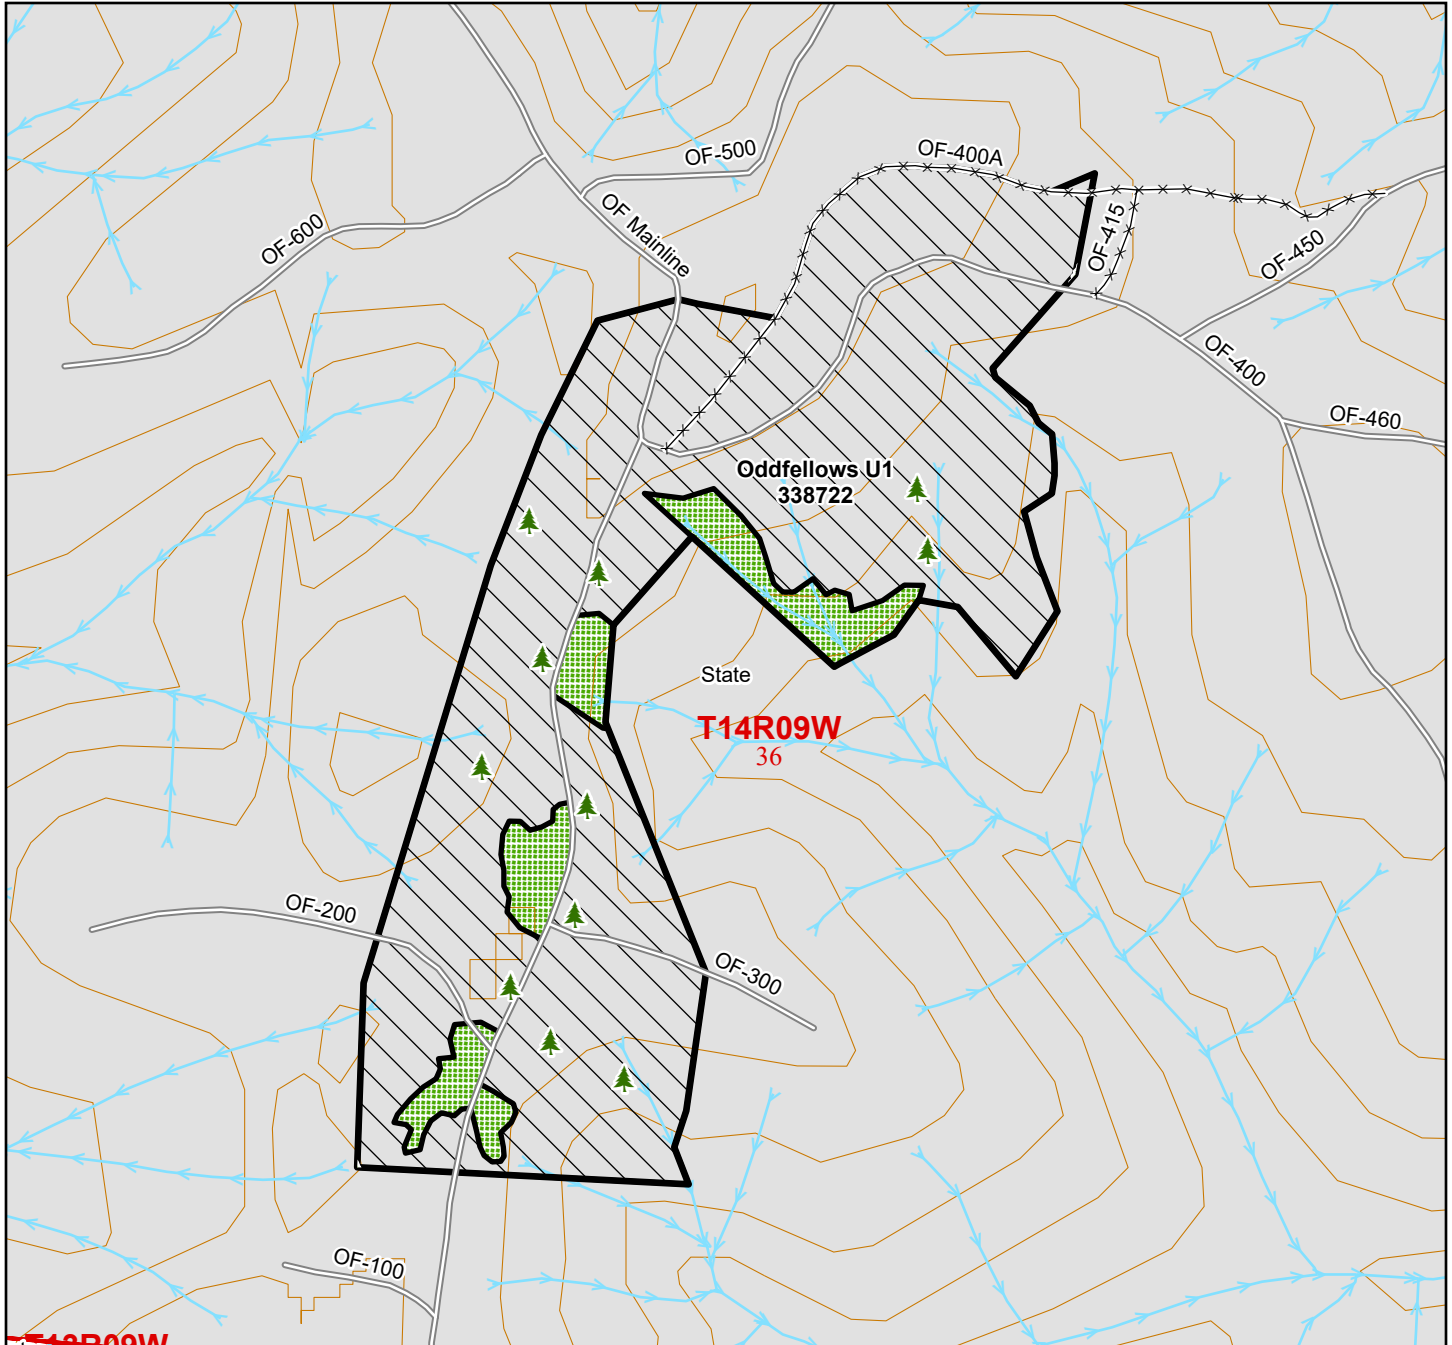 OF-500
OF-400A
OF Mainline
OF-600
OF-415
OF-450
OF-400
OF-460
Oddfellows U1
338722
State
T14R09W
36
OF-200
OF-300
OF-100
T13R09W